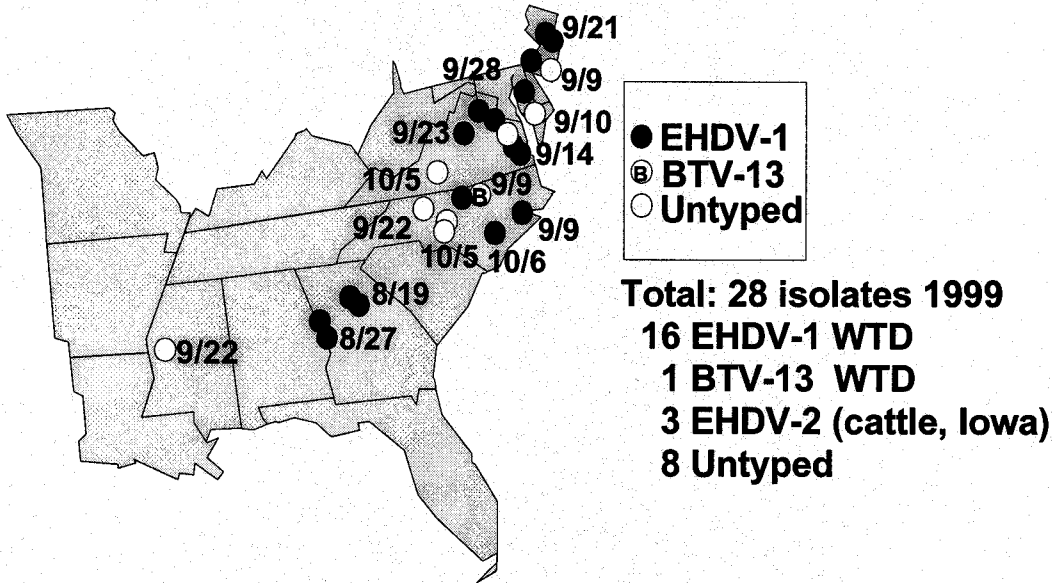 9/21
9/28
9/9
9/10
9/23
9/14
10/5
B 9/9
9/22
9/9
10/5 10/6
8/19
8/27
9/22
EHDV-1
B BTV-13
Untyped
Total: 28 isolates 1999
16 EHDV-1 WTD
1 BTV-13 WTD
3 EHDV-2 (cattle, Iowa)
8 Untyped